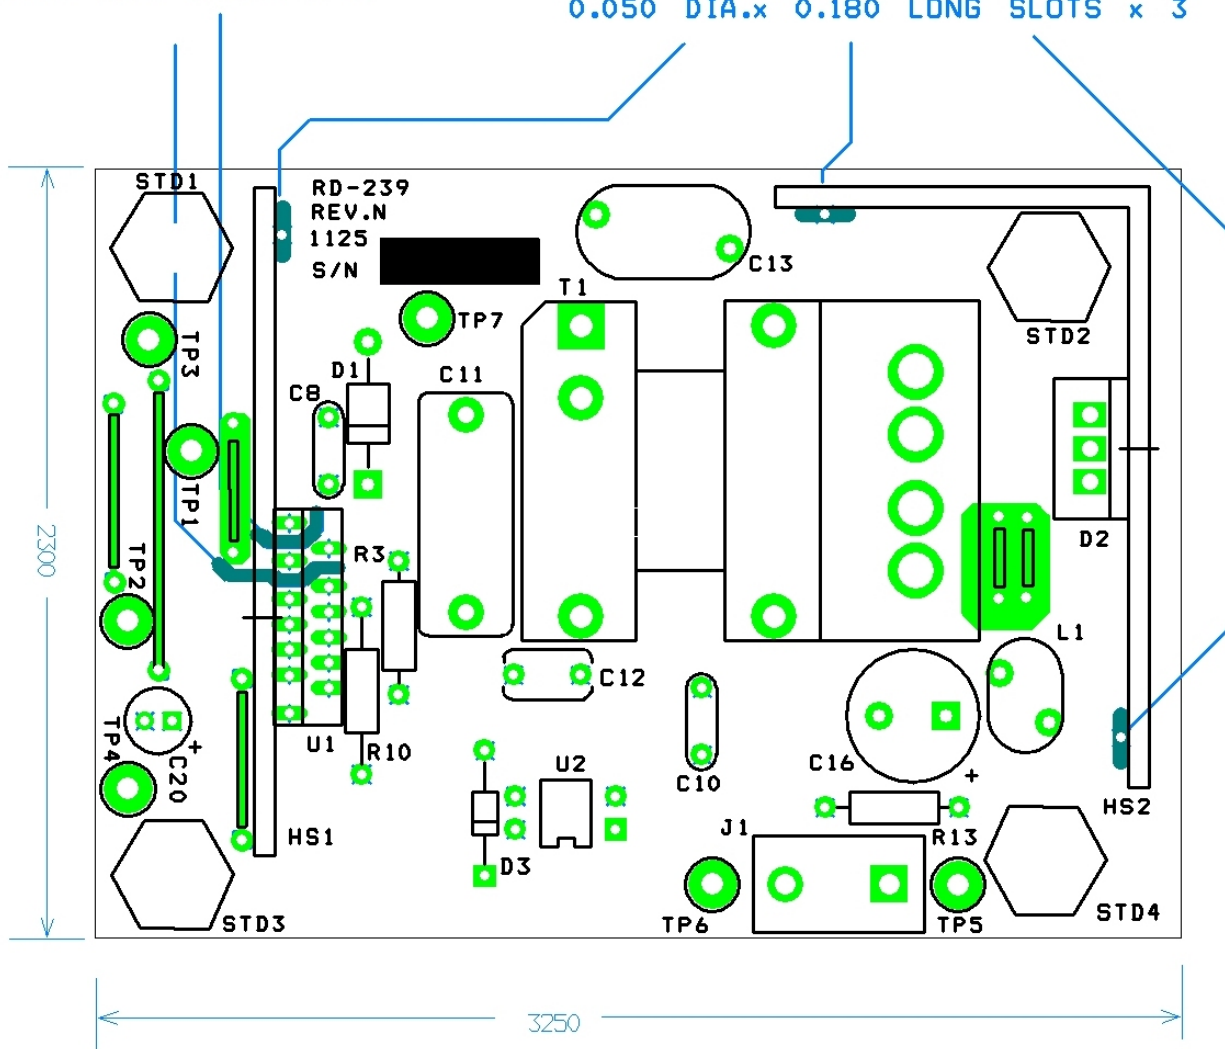 0.050 DIA.x 0.180 LONG SLOTS x 3
STD1
RD-239
REV.N
1125
S/N
C13
STD2
T1
TP7
TP3
D1
C11
C8
TP1
R3
D2
2300
TP2
L1
C12
U1
R10
TP4
+
C20
U2
C16
+
C10
HS2
J1
R13
HS1
D3
STD3
TP6
TP5
STD4
3250